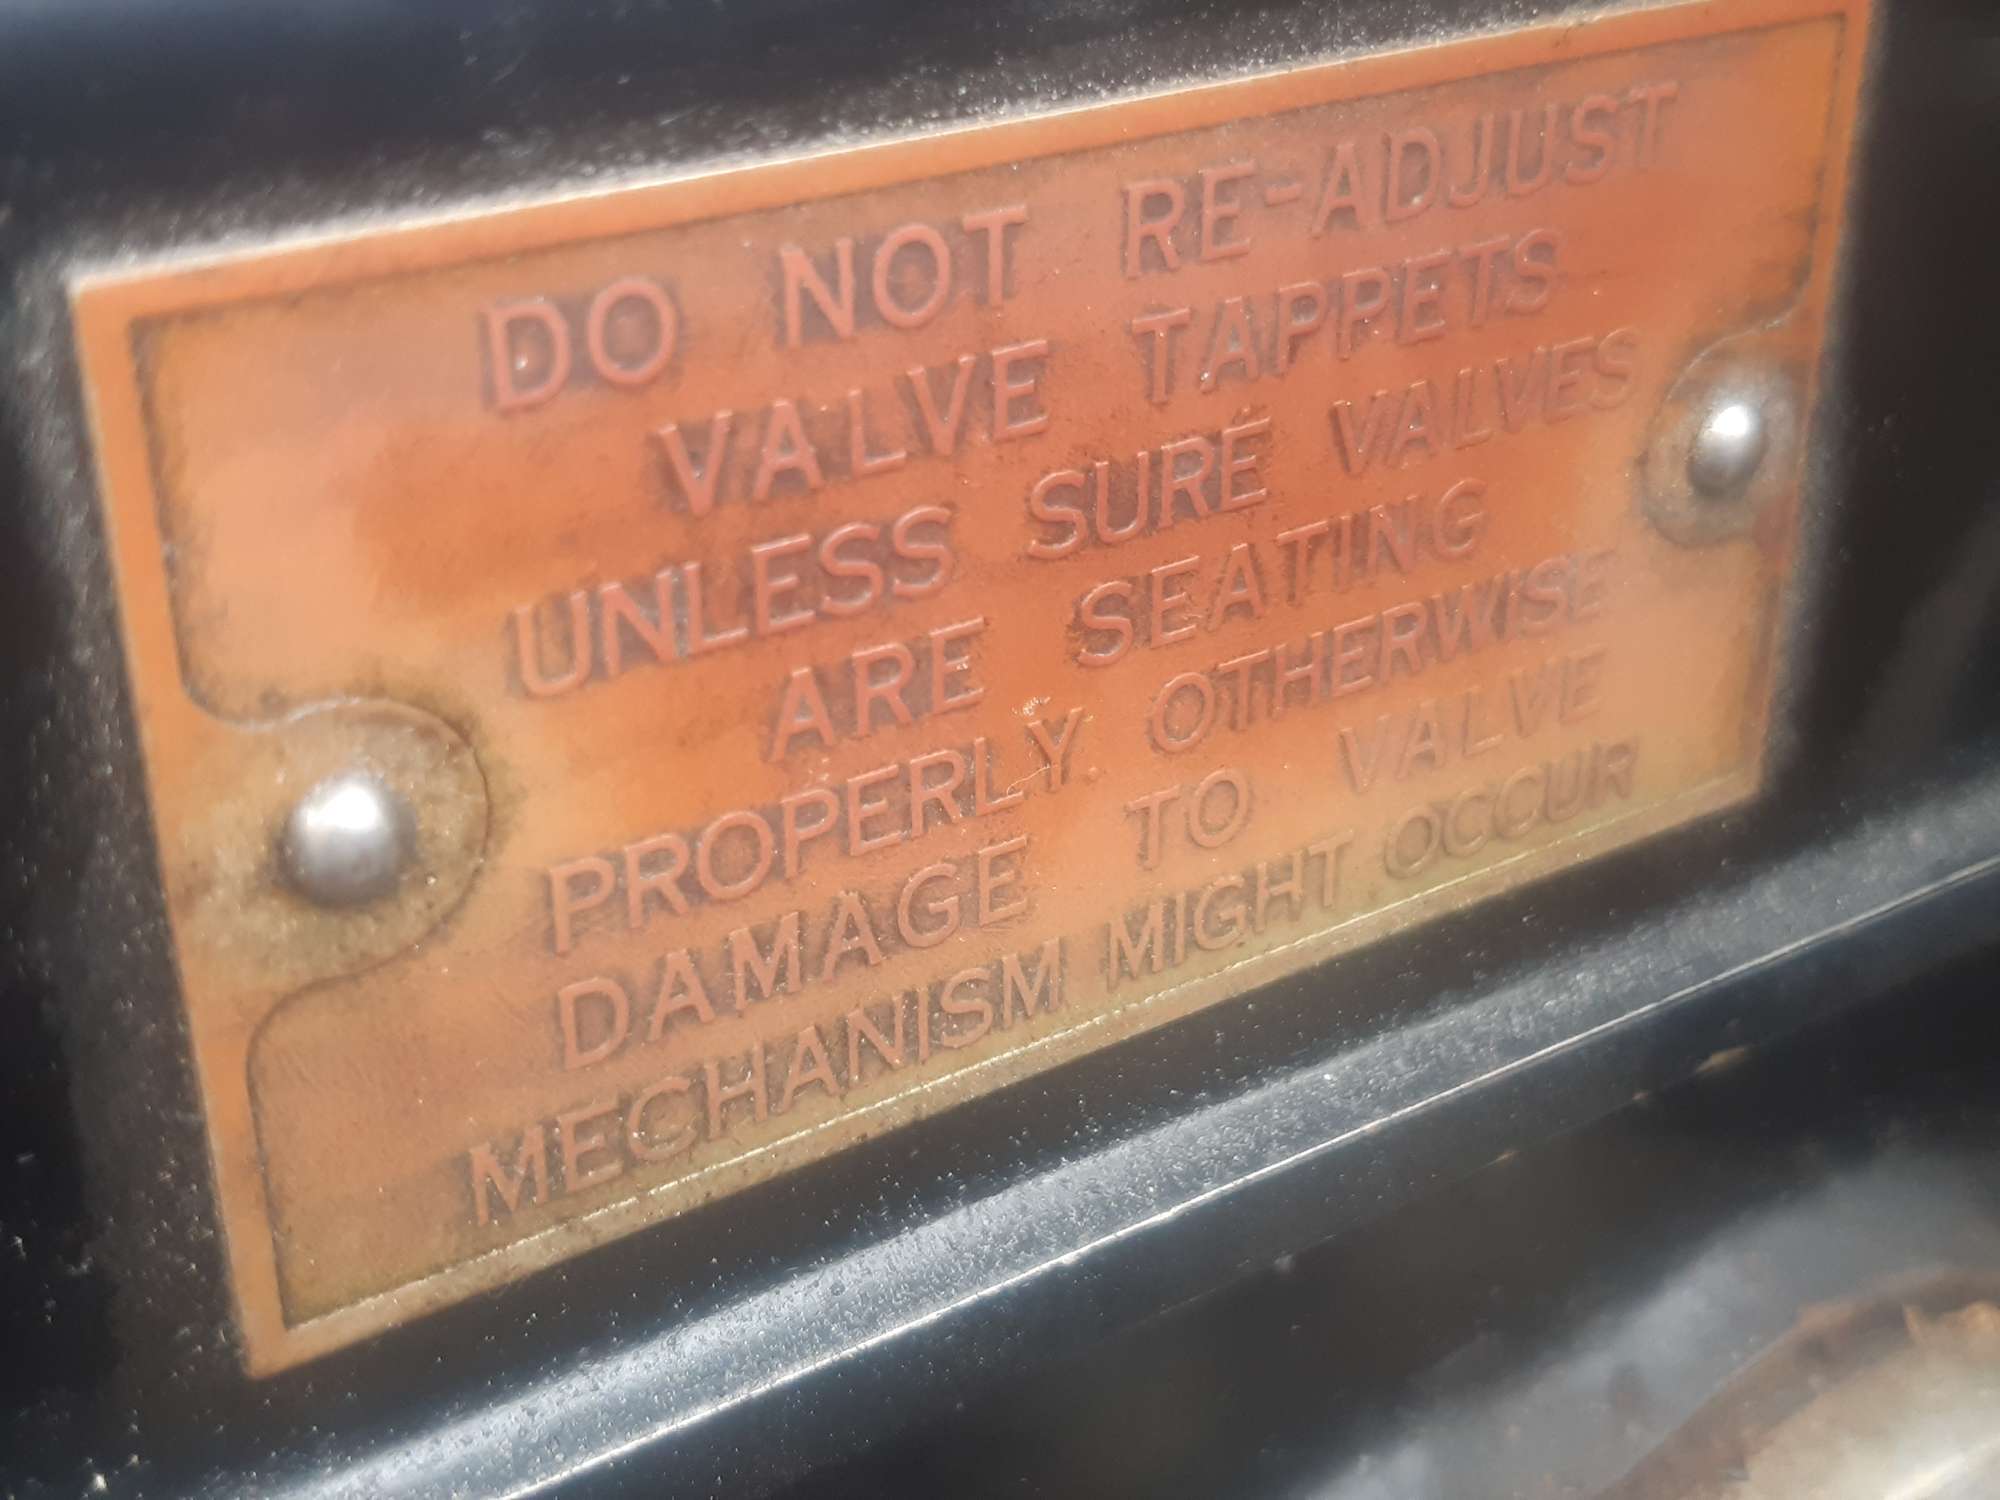 DO NOT RE-ADJUST
VALVE TAPPETS
UNLESS SURE VALVES
ARE SEATING
PROPERLY. OTHERWISE
DAMAGE TO VALVE
MECHANISM MIGHT OCCUR